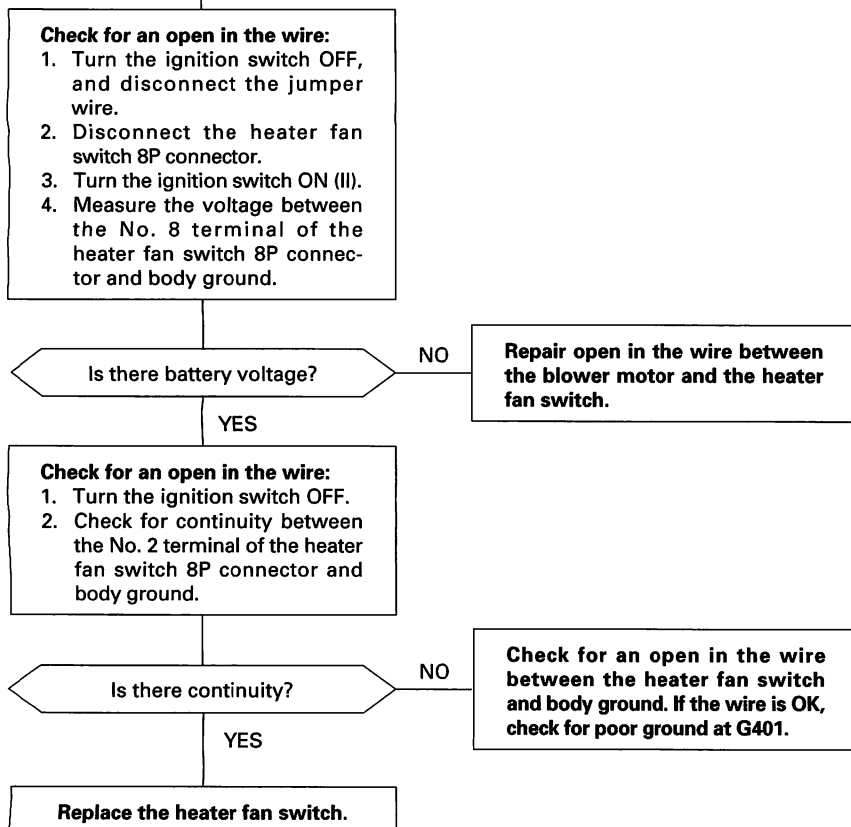 Check for an open in the wire:
1. Turn the ignition switch OFF,
and disconnect the jumper
wire.
2. Disconnect the heater fan
switch 8P connector.
3. Turn the ignition switch ON (II).
4. Measure the voltage between
the No. 8 terminal of the
heater fan switch 8P connec-
tor and body ground.
Is there battery voltage?
NO
Repair open in the wire between
the blower motor and the heater
fan switch.
YES
Check for an open in the wire:
1. Turn the ignition switch OFF.
2. Check for continuity between
the No. 2 terminal of the heater
fan switch 8P connector and
body ground.
Is there continuity?
NO
Check for an open in the wire
between the heater fan switch
and body ground. If the wire is OK,
check for poor ground at G401.
YES
Replace the heater fan switch.